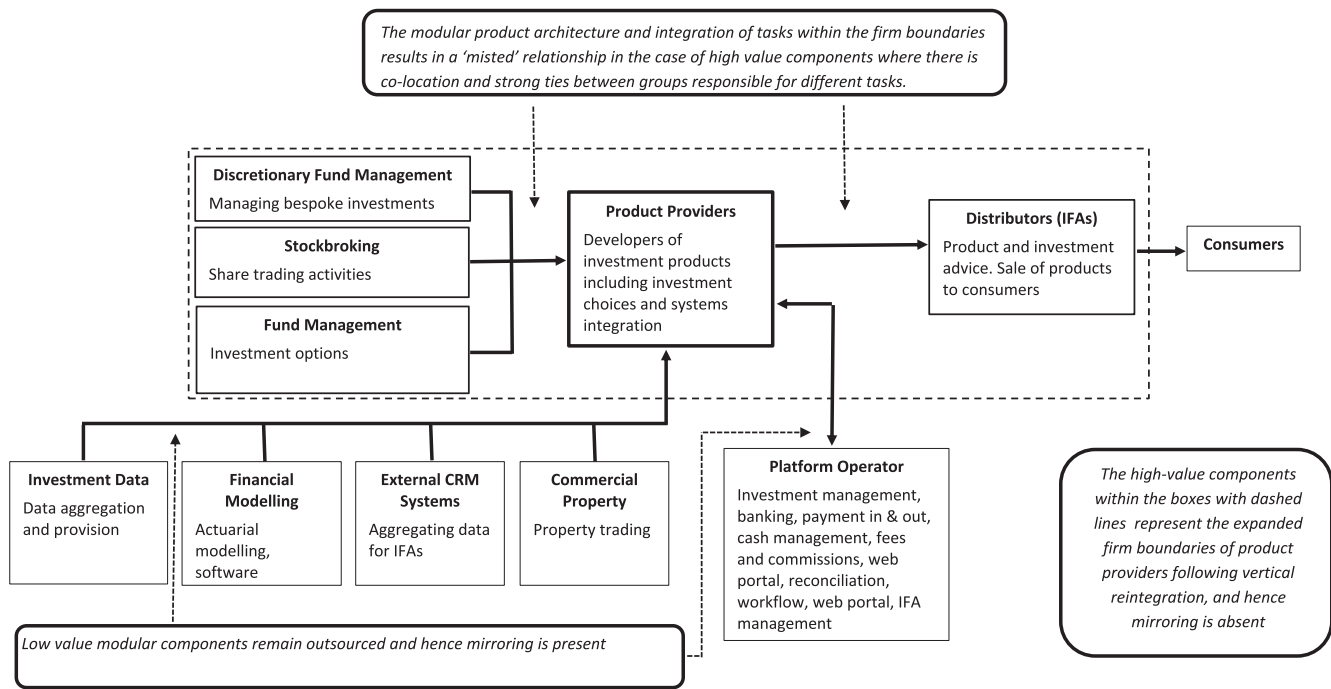 The modular product architecture and integration of tasks within the firm boundaries
results in a ‘misted’ relationship in the case of high value components where there is
co-location and strong ties between groups responsible for different tasks.
Discretionary Fund Management
Managing bespoke investments
Stockbroking
Share trading activities
Fund Management
Investment options
Product Providers
Developers of
investment products
including investment
choices and systems
integration
Distributors (IFAs)
Product and investment
advice. Sale of products
to consumers
Consumers
Investment Data
Data aggregation
and provision
Financial
Modelling
Actuarial
modelling,
software
External CRM
Systems
Aggregating data
for IFAs
Commercial
Property
Property trading
Platform Operator
Investment management,
banking, payment in & out,
cash management, fees
and commissions, web
portal, reconciliation,
workflow, web portal, IFA
management
The high-value components
within the boxes with dashed
lines represent the expanded
firm boundaries of product
providers following vertical
reintegration, and hence
mirroring is absent
Low value modular components remain outsourced and hence mirroring is present